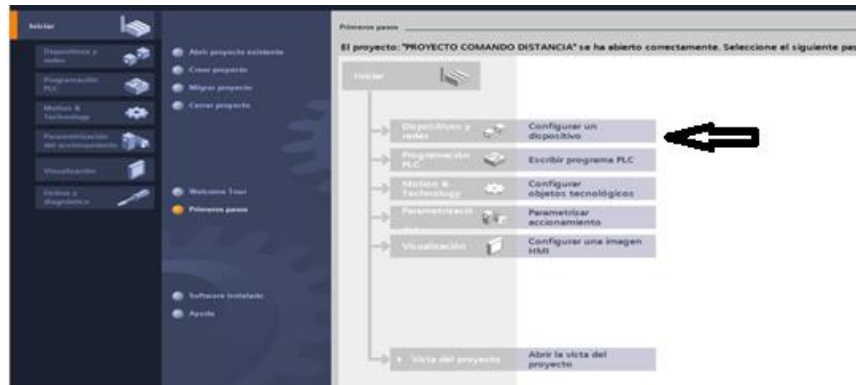 Iniciar
Dispositivos y
redes
Programación
PLC
Motion &
Technology
Parametrización
del accionamiento
Visualización
Online y
diagnóstico
Abrir proyecto existente
Crear proyecto
Migrar proyecto
Cerrar proyecto
Welcome Tour
Primeros pasos
Software instalado
Ayuda
Primeros pasos
El proyecto: "PROYECTO COMANDO DISTANCIA" se ha abierto correctamente. Seleccione el siguiente pas
Iniciar
Dispositivos y
redes
Configurar un
dispositivo
Programación
PLC
Escribir programa PLC
Motion &
Technology
Configurar
objetos tecnológicos
Parametrizació
Parametrizar
accionamiento
Visualización
Configurar una imagen
HMI
Vista del proyecto
Abrir la vista del
proyecto